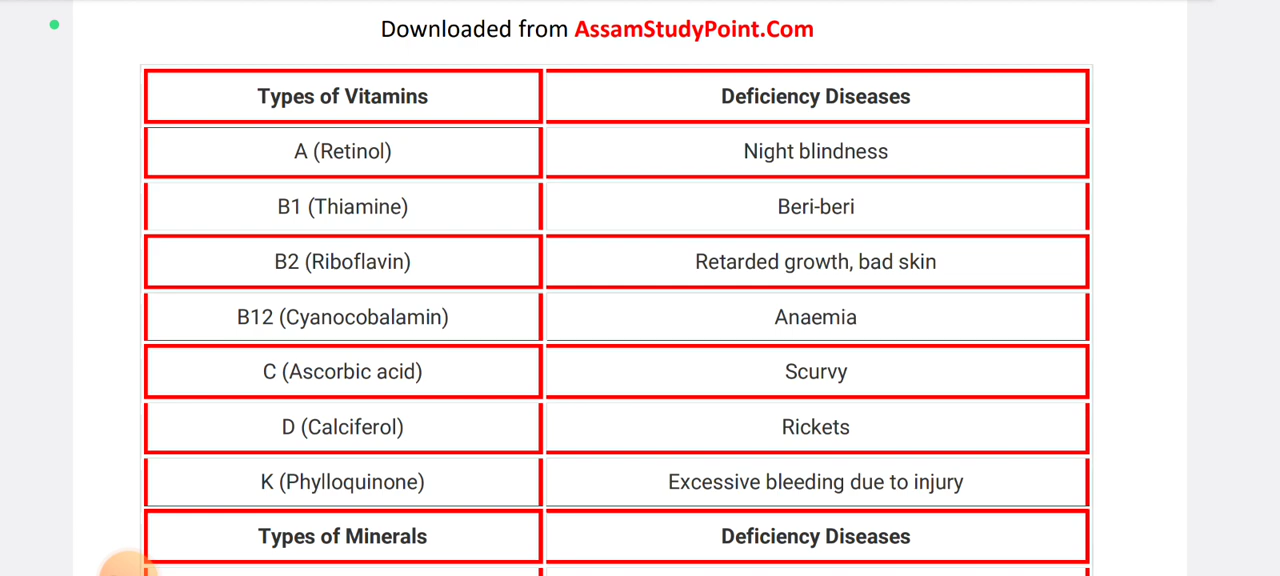 Downloaded from AssamStudyPoint.Com
Types of Vitamins Deficiency Diseases
A (Retinol) Night blindness
B1 (Thiamine) Beri-beri
B2 (Riboflavin) Retarded growth, bad skin
B12 (Cyanocobalamin) Anaemia
C (Ascorbic acid) Scurvy
D (Calciferol) Rickets
K (Phylloquinone) Excessive bleeding due to injury
Types of Minerals Deficiency Diseases